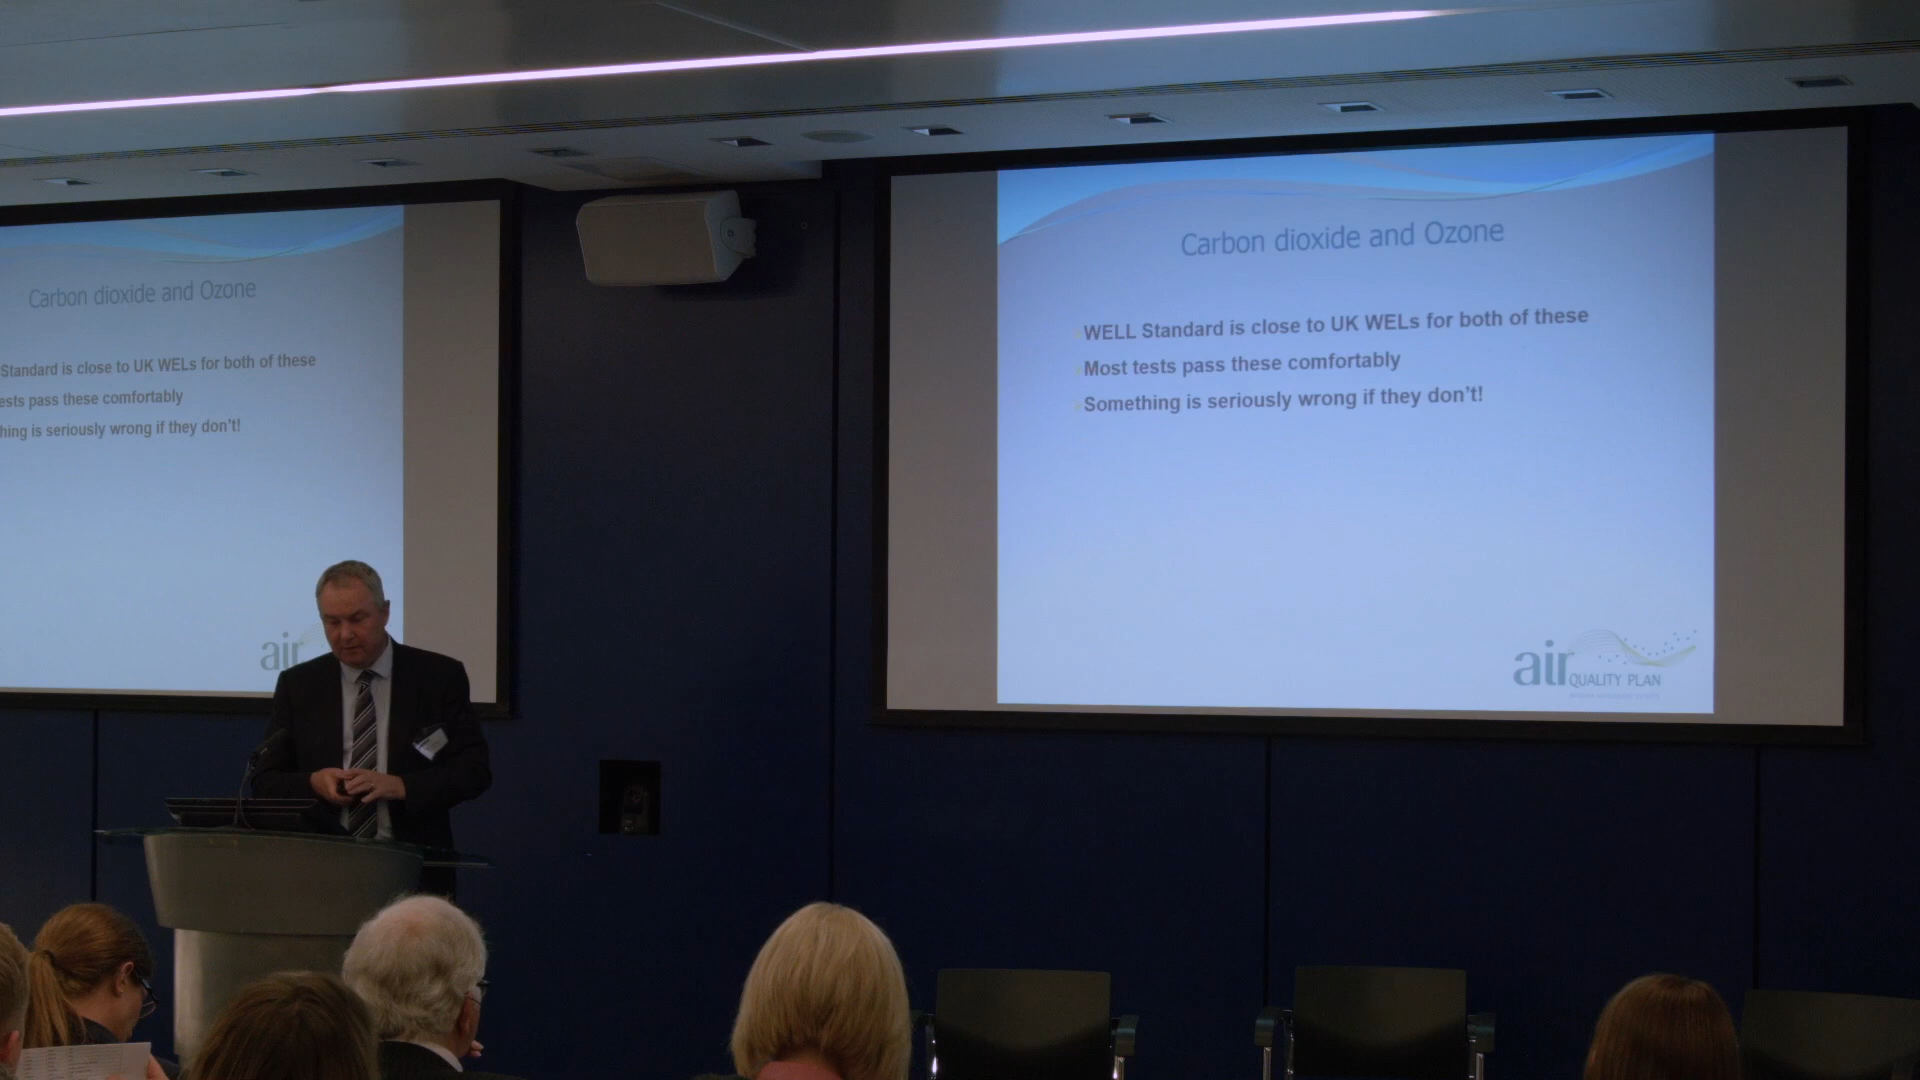 Carbon dioxide and Ozone
Standard is close to UK WELs for both of these
ests pass these comfortably
hing is seriously wrong if they don't!
air
Carbon dioxide and Ozone
WELL Standard is close to UK WELs for both of these
Most tests pass these comfortably
Something is seriously wrong if they don't!
air QUALITY PLAN